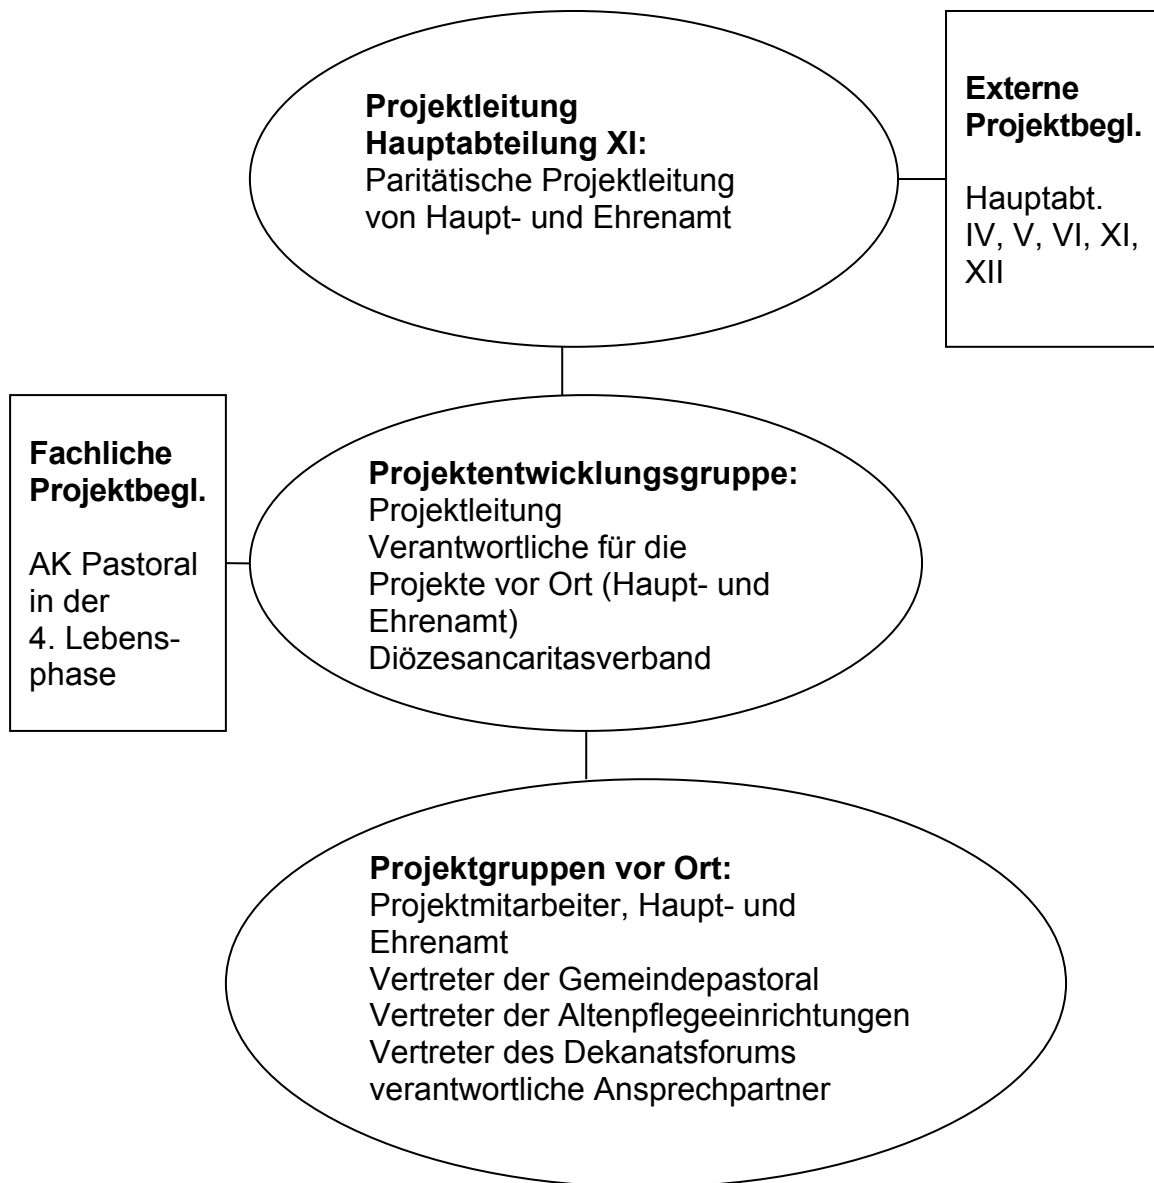 Projektleitung
Hauptabteilung XI:
Paritätische Projektleitung
von Haupt- und Ehrenamt
Externe
Projektbegl.
Hauptabt.
IV, V, VI, XI,
XII
Fachliche
Projektbegl.
AK Pastoral
in der
4. Lebens-
phase
Projektentwicklungsgruppe:
Projektleitung
Verantwortliche für die
Projekte vor Ort (Haupt- und
Ehrenamt)
Diözesancaritasverband
Projektgruppen vor Ort:
Projektmitarbeiter, Haupt- und
Ehrenamt
Vertreter der Gemeindepastoral
Vertreter der Altenpflegeeinrichtungen
Vertreter des Dekanatsforums
verantwortliche Ansprechpartner